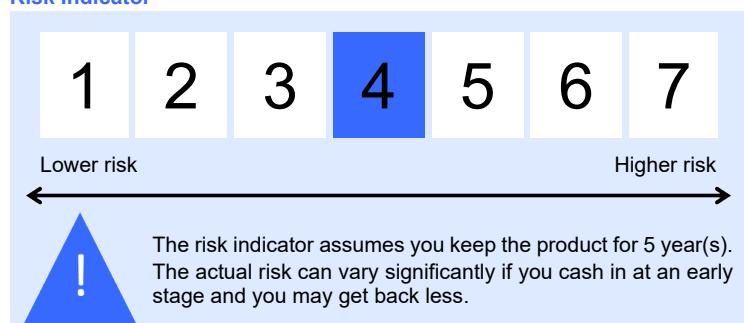 Risk Indicator
1 2 3 4 5 6 7
Lower risk Higher risk
!
The risk indicator assumes you keep the product for 5 year(s).
The actual risk can vary significantly if you cash in at an early
stage and you may get back less.